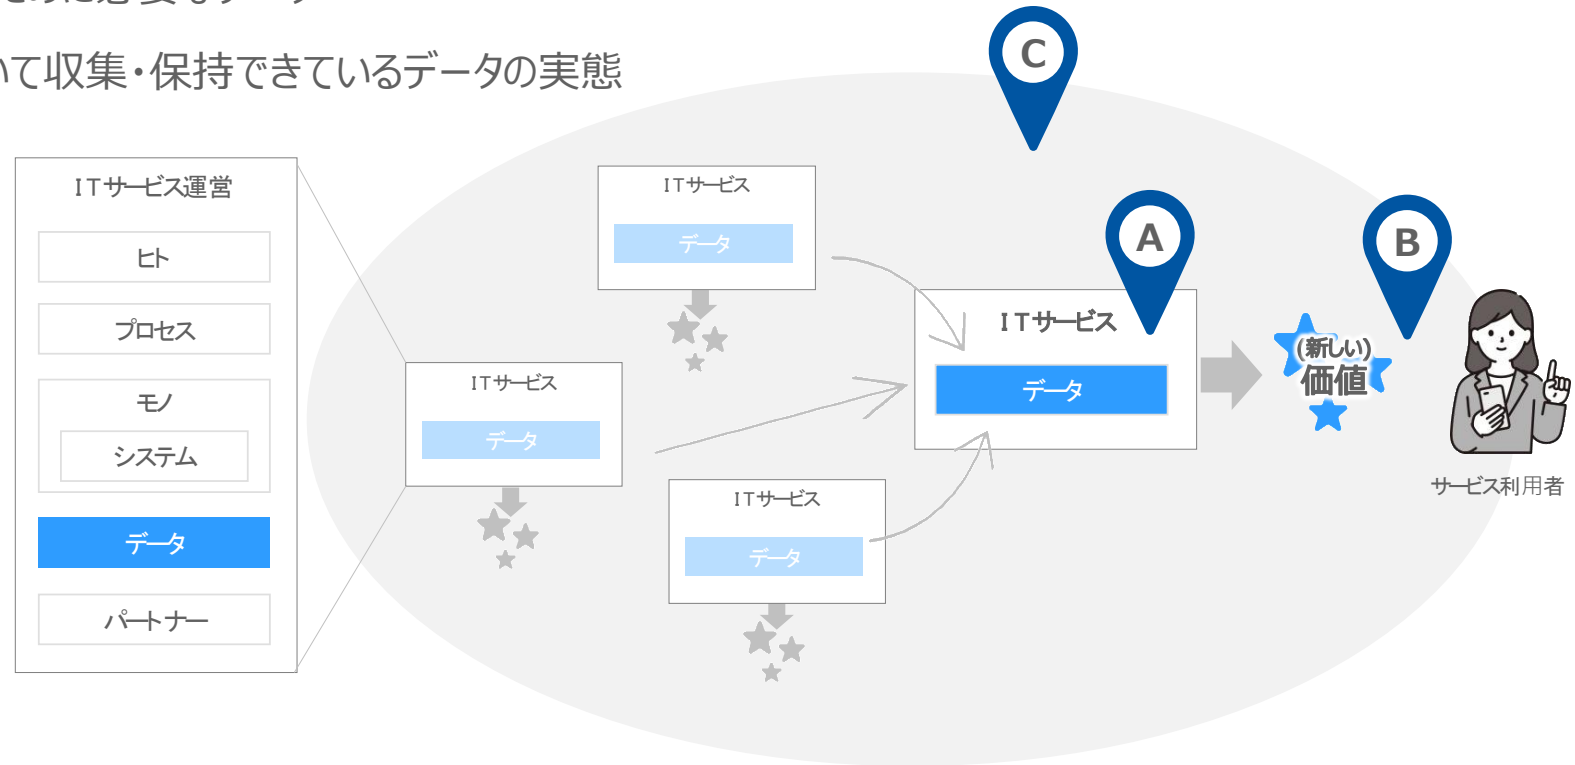 いて収集・保持できているデータの実態
C
ITサービス運営
ヒト
プロセス
モノ
システム
データ
パートナー
ITサービス
データ
ITサービス
データ
ITサービス
データ
A
ITサービス
データ
B
(新しい)
価値
サービス利用者